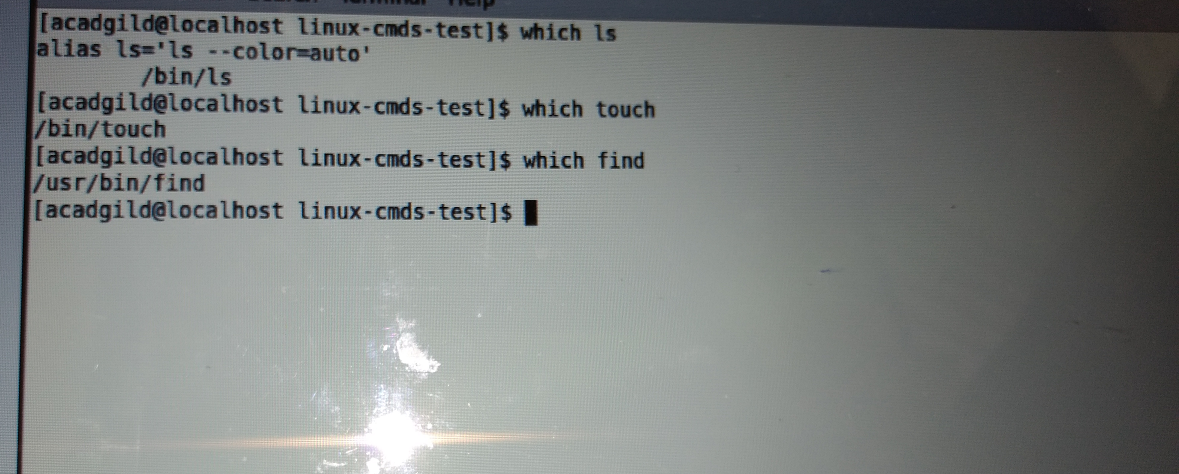 [acadgild@localhost linux-cmds-test]$ which ls
alias ls='ls --color=auto'
        /bin/ls
[acadgild@localhost linux-cmds-test]$ which touch
/bin/touch
[acadgild@localhost linux-cmds-test]$ which find
/usr/bin/find
[acadgild@localhost linux-cmds-test]$